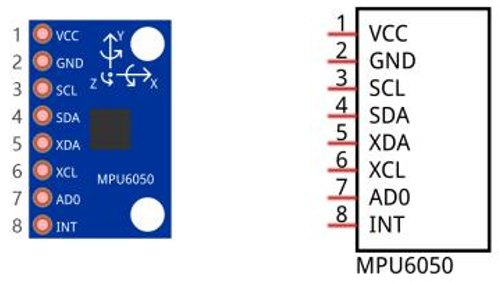 1 VCC
2 GND
3 SCL
4 SDA
5 XDA
6 XCL
7 AD0
8 INT
Y
Z X
MPU6050
1 VCC
2 GND
3 SCL
4 SDA
5 XDA
6 XCL
7 AD0
8 INT
MPU6050